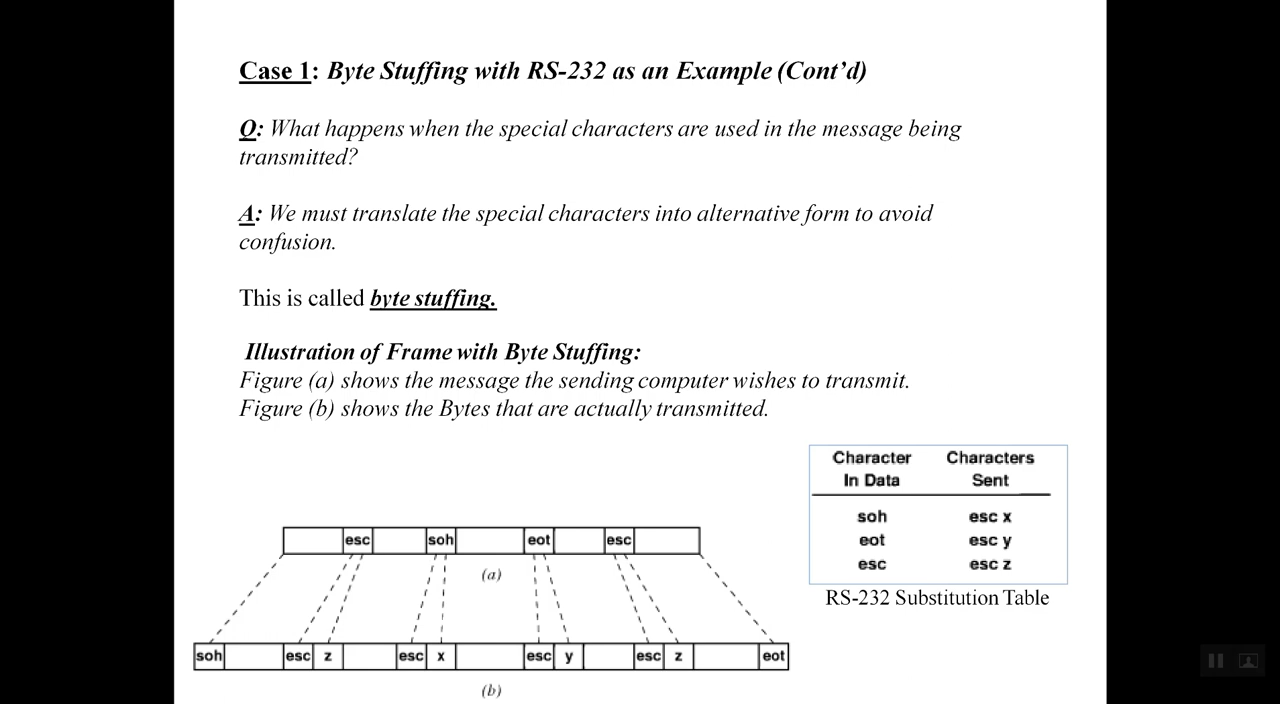 Case 1: Byte Stuffing with RS-232 as an Example (Cont’d)
Q: What happens when the special characters are used in the message being
transmitted?
A: We must translate the special characters into alternative form to avoid
confusion.
This is called byte stuffing.
Illustration of Frame with Byte Stuffing:
Figure (a) shows the message the sending computer wishes to transmit.
Figure (b) shows the Bytes that are actually transmitted.
Character Characters
In Data Sent
soh esc x
eot esc y
esc esc z
RS-232 Substitution Table
esc soh eot esc
(a)
soh esc z esc x esc y esc z eot
(b)